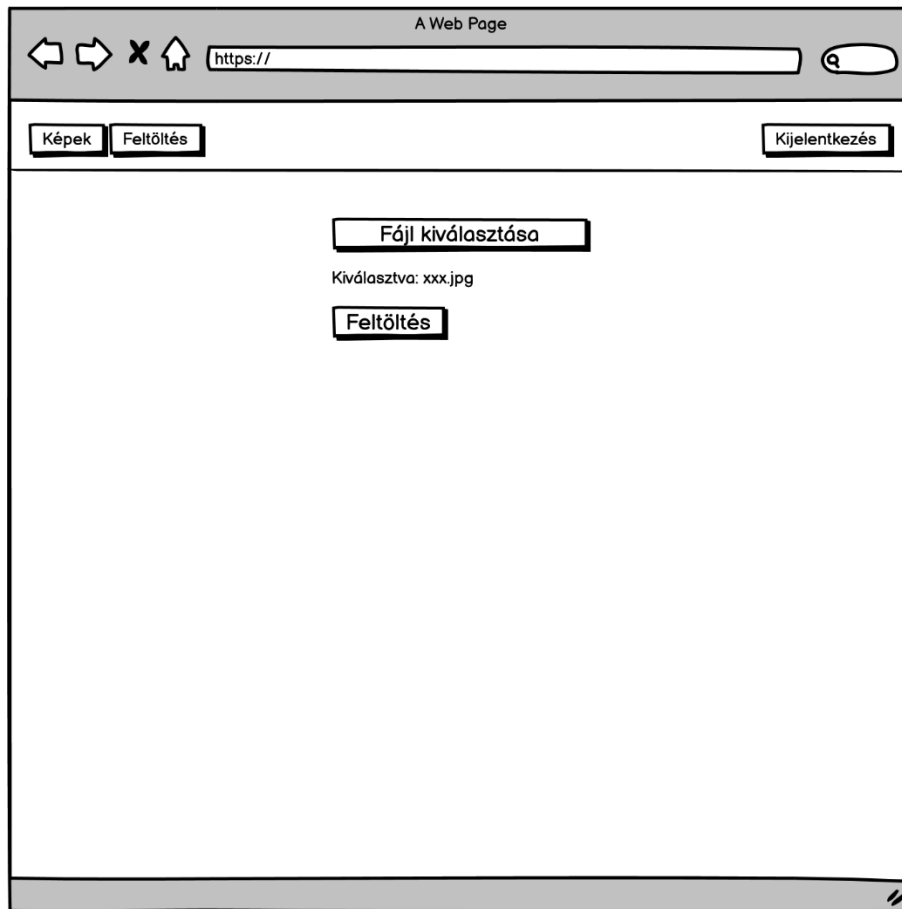 A Web Page
https://
Képek Feltöltés Kijelentkezés
Fájl kiválasztása
Kiválasztva: xxx.jpg
Feltöltés